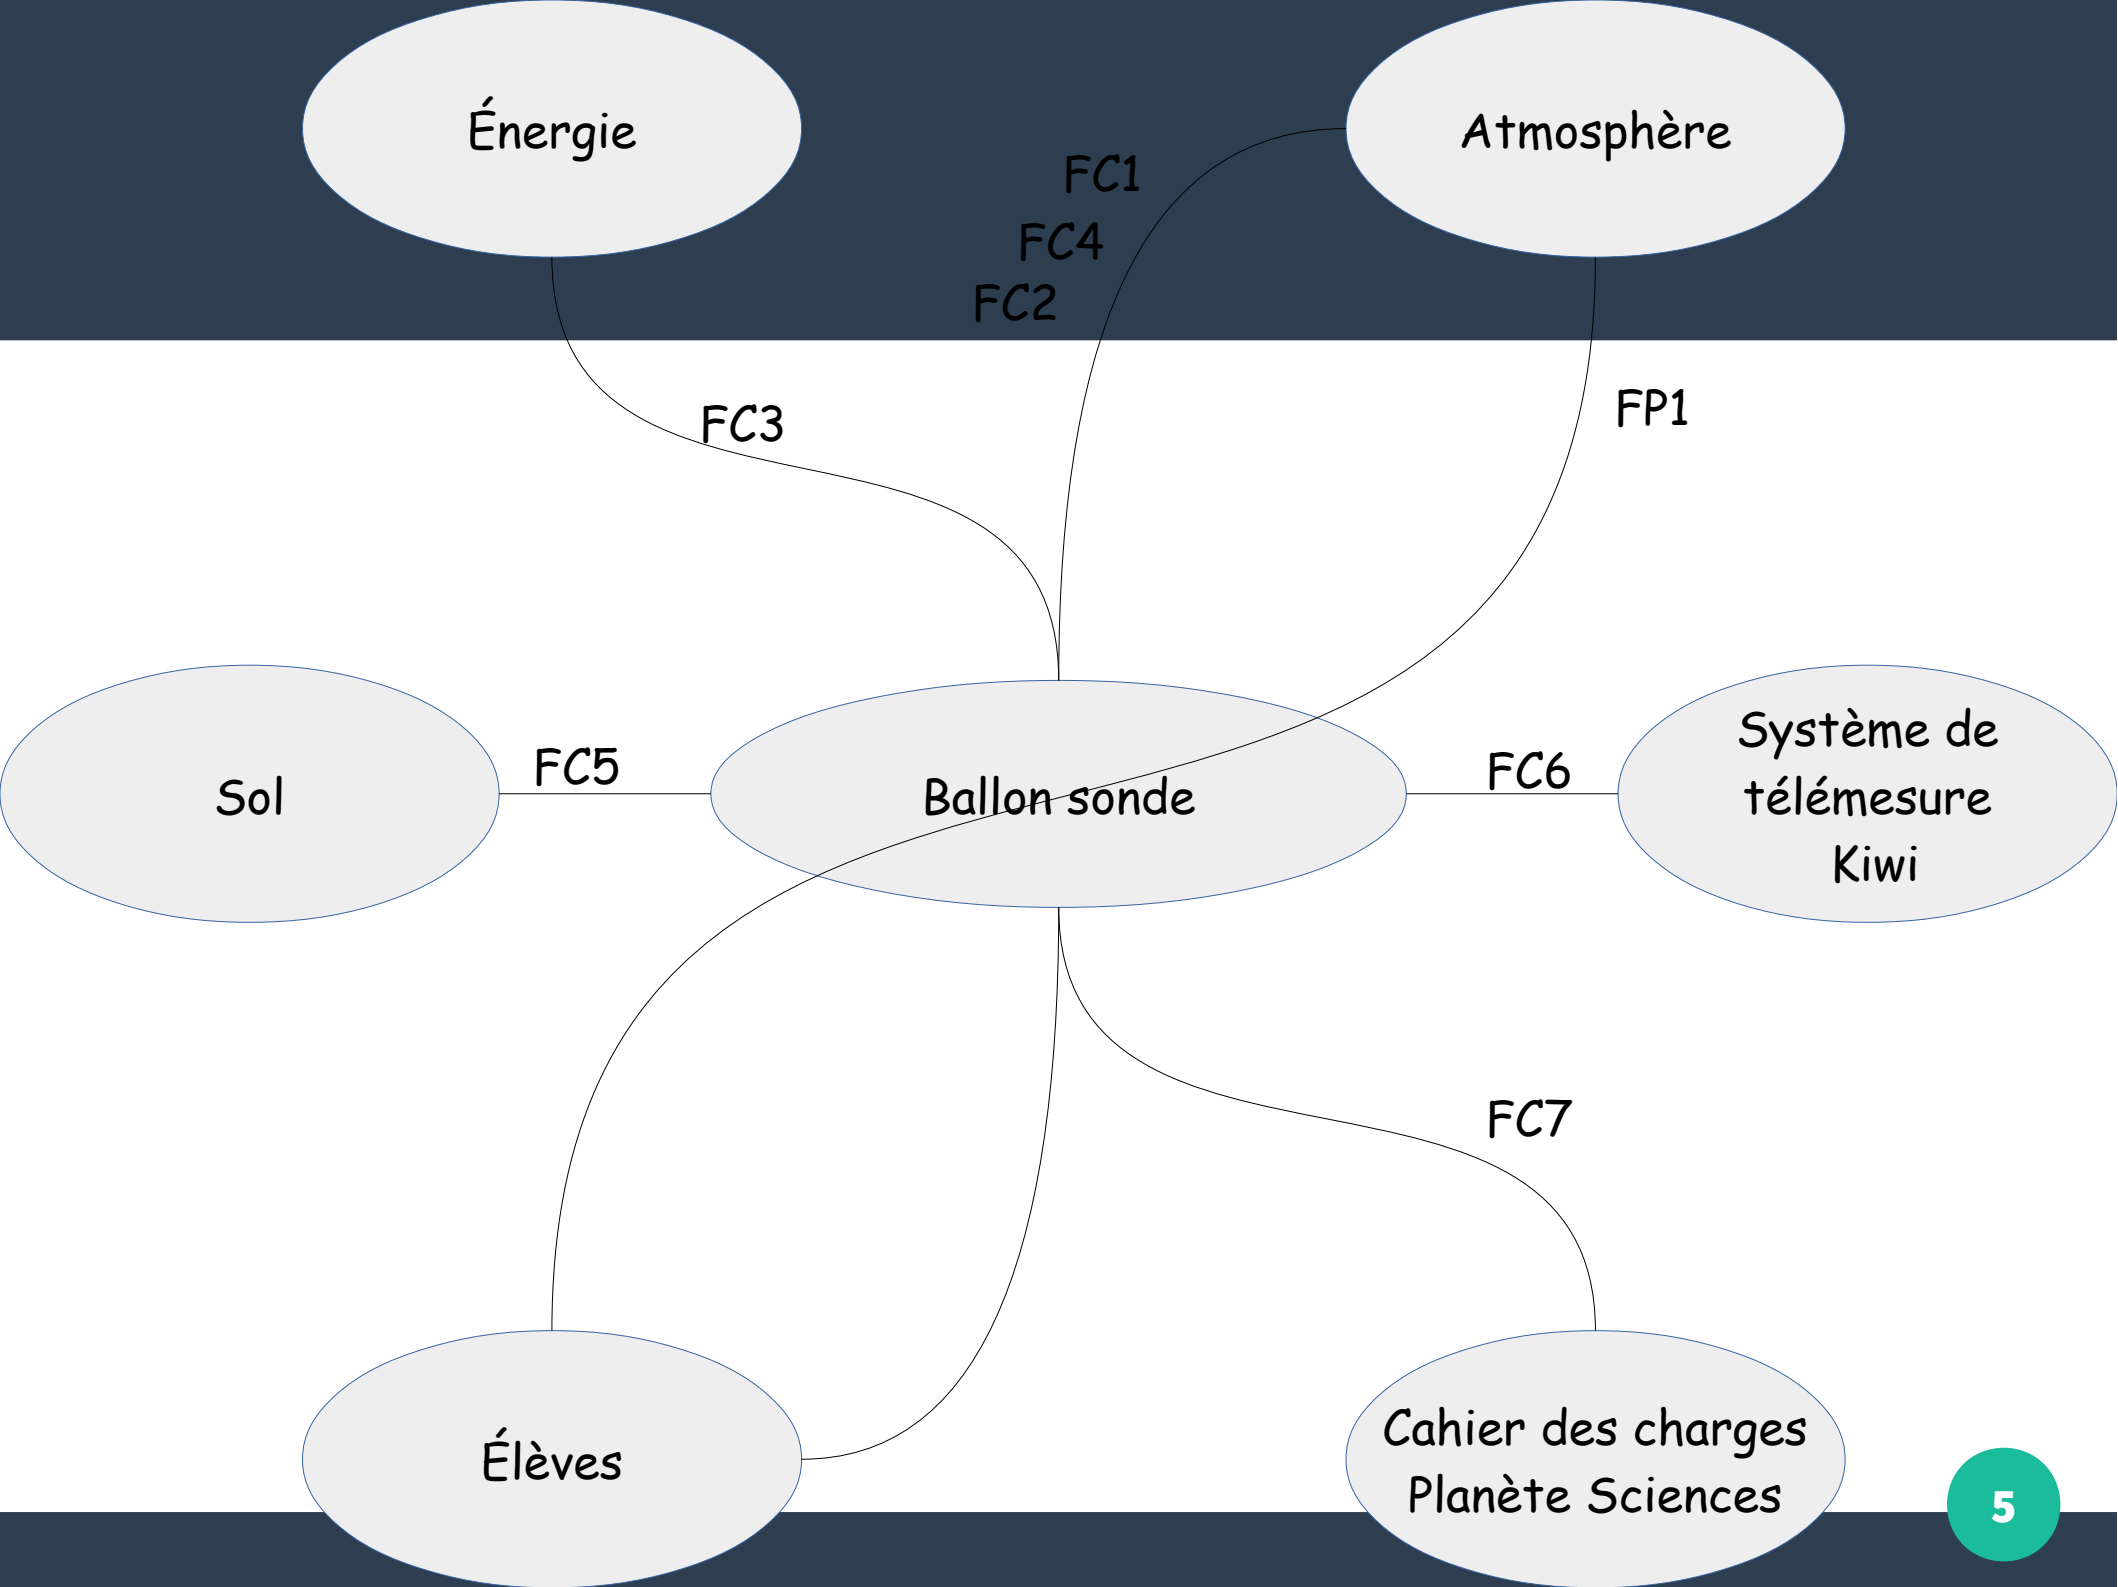 Énergie
Atmosphère
FC1
FC4
FC2
FC3
FP1
Sol
FC5
Ballon sonde
FC6
Système de
télémesure
Kiwi
FC7
Élèves
Cahier des charges
Planète Sciences
5